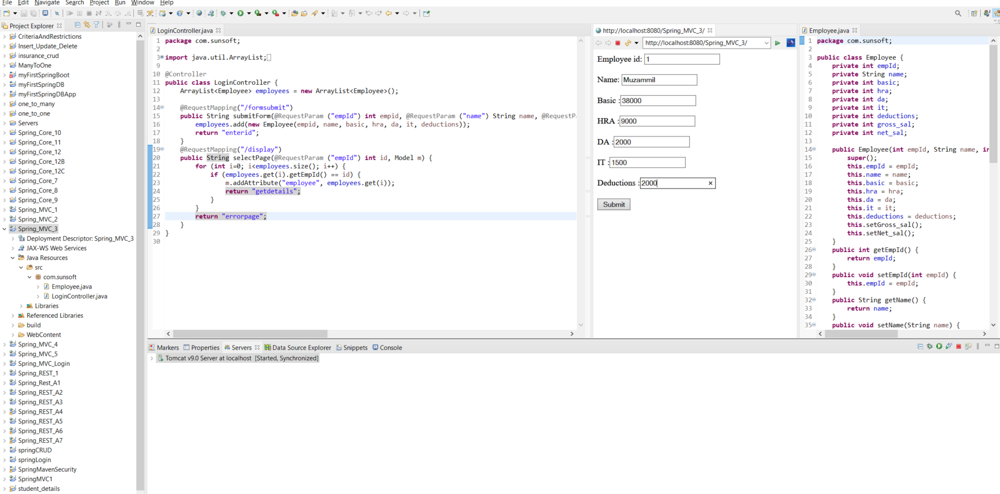 File Edit Navigate Search Project Run Window Help
Project Explorer
CriteriaAndRestrictions
Insert_Update_Delete
insurance_crud
ManyToOne
myFirstSpringBoot
myFirstSpringDB
myFirstSpringDBApp
one_to_many
one_to_one
Servers
Spring_Core_10
Spring_Core_11
Spring_Core_12
Spring_Core_12B
Spring_Core_12C
Spring_Core_7
Spring_Core_8
Spring_Core_9
Spring_MVC_1
Spring_MVC_2
Spring_MVC_3
Deployment Descriptor: Spring_MVC_3
JAX-WS Web Services
Java Resources
src
com.sunsoft
Employee.java
LoginController.java
Libraries
Referenced Libraries
build
WebContent
Spring_MVC_4
Spring_MVC_5
Spring_MVC_Login
Spring_REST_1
Spring_Rest_A1
Spring_REST_A2
Spring_REST_A3
Spring_REST_A4
Spring_REST_A5
Spring_REST_A6
Spring_REST_A7
springCRUD
springLogin
SpringMavenSecurity
SpringMVC1
student_details
LoginController.java
1 package com.sunsoft;
2
3 import java.util.ArrayList;
9
10 @Controller
11 public class LoginController {
12 ArrayList<Employee> employees = new ArrayList<Employee>();
13
14 @RequestMapping("/formsubmit")
15 public String submitForm(@RequestParam ("empId") int empid, @RequestParam ("name") String name, @RequestPa
16 employees.add(new Employee(empid, name, basic, hra, da, it, deductions));
17 return "enterid";
18 }
19 @RequestMapping("/display")
20 public String selectPage(@RequestParam ("empId") int id, Model m) {
21 for (int i=0; i<employees.size(); i++) {
22 if (employees.get(i).getEmpId() == id) {
23 m.addAttribute("employee", employees.get(i));
24 return "getdetails";
25 }
26 }
27 return "errorpage";
28 }
29 }
30
http://localhost:8080/Spring_MVC_3/
http://localhost:8080/Spring_MVC_3/
Employee id: 1
Name: Muzammil
Basic : 38000
HRA : 9000
DA : 2000
IT : 1500
Deductions : 2000
Submit
Employee.java
1 package com.sunsoft;
2
3 public class Employee {
4 private int empId;
5 private String name;
6 private int basic;
7 private int hra;
8 private int da;
9 private int it;
10 private int deductions;
11 private int gross_sal;
12 private int net_sal;
13
14 public Employee(int empId, String name, in
15 super();
16 this.empId = empId;
17 this.name = name;
18 this.basic = basic;
19 this.hra = hra;
20 this.da = da;
21 this.it = it;
22 this.deductions = deductions;
23 this.setGross_sal();
24 this.setNet_sal();
25 }
26 public int getEmpId() {
27 return empId;
28 }
29 public void setEmpId(int empId) {
30 this.empId = empId;
31 }
32 public String getName() {
33 return name;
34 }
35 public void setName(String name) {
Markers Properties Servers Data Source Explorer Snippets Console
Tomcat v9.0 Server at localhost [Started, Synchronized]